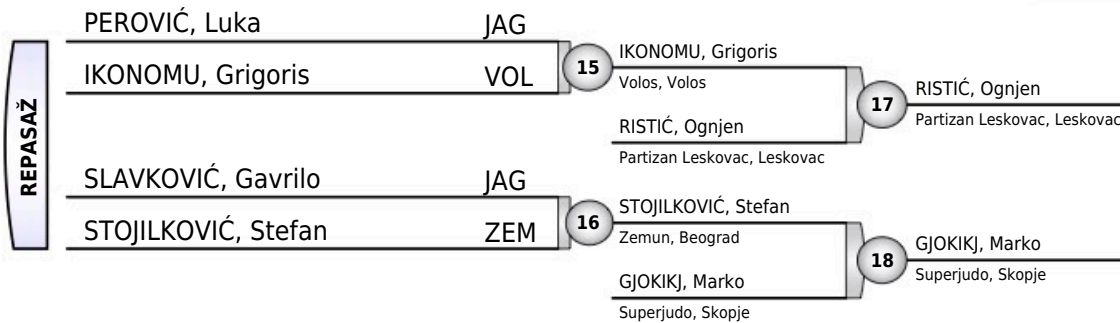 REPASAŽ
PEROVIĆ, Luka JAG
IKONOMU, Grigoris VOL
15
IKONOMU, Grigoris
Volos, Volos
RISTIĆ, Ognjen
Partizan Leskovac, Leskovac
17
RISTIĆ, Ognjen
Partizan Leskovac, Leskovac
SLAVKOVIĆ, Gavrilo JAG
STOJILKOVIĆ, Stefan ZEM
16
STOJILKOVIĆ, Stefan
Zemun, Beograd
GJOKIKJ, Marko
Superjudo, Skopje
18
GJOKIKJ, Marko
Superjudo, Skopje